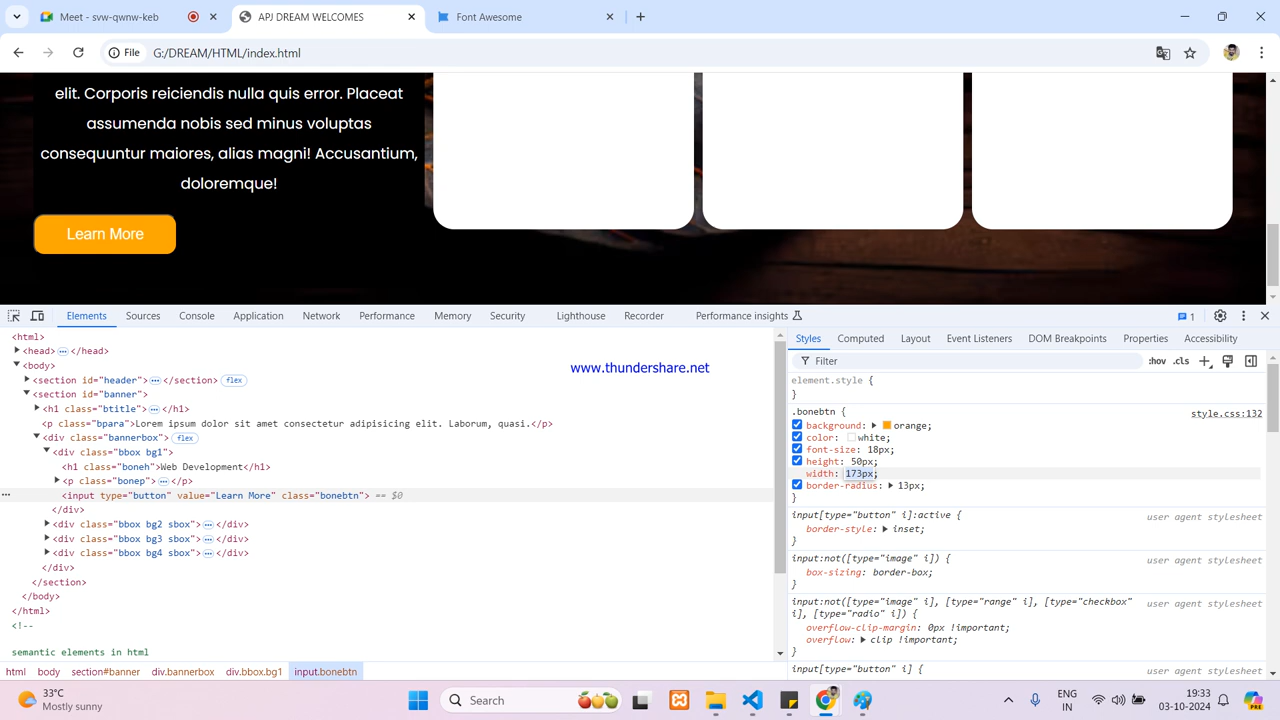 Meet - svw-qwnw-keb
APJ DREAM WELCOMES
Font Awesome
File
G:/DREAM/HTML/index.html
elit. Corporis reiciendis nulla quis error. Placeat
assumenda nobis sed minus voluptas
consequuntur maiores, alias magni! Accusantium,
doloremque!
Learn More
Elements Sources Console Application Network Performance Memory Security Lighthouse Recorder Performance insights 1
<html>
<head> … </head>
<body>
<section id="header"> … </section> flex
<section id="banner">
<h1 class="btitle"> … </h1>
<p class="bpara">Lorem ipsum dolor sit amet consectetur adipisicing elit. Laborum, quasi.</p>
<div class="bannerbox"> flex
<div class="bbox bg1">
<h1 class="boneh">Web Development</h1>
<p class="bonep"> … </p>
<input type="button" value="Learn More" class="bonebtn"> == $0
</div>
<div class="bbox bg2 sbox"> … </div>
<div class="bbox bg3 sbox"> … </div>
<div class="bbox bg4 sbox"> … </div>
</div>
</section>
</body>
</html>
<!--
semantic elements in html
www.thundershare.net
html body section#banner div.bannerbox div.bbox.bg1 input.bonebtn
Styles Computed Layout Event Listeners DOM Breakpoints Properties Accessibility
Filter :hov .cls
element.style {
}
.bonebtn { style.css:132
background: orange;
color: white;
font-size: 18px;
height: 50px;
width: 173px;
border-radius: 13px;
}
input[type="button" i]:active { user agent stylesheet
border-style: inset;
}
input:not([type="image" i]) { user agent stylesheet
box-sizing: border-box;
}
input:not([type="image" i], [type="range" i], [type="checkbox" user agent stylesheet
i], [type="radio" i]) {
overflow-clip-margin: 0px !important;
overflow: clip !important;
}
input[type="button" i] { user agent stylesheet
33°C
Mostly sunny
Search
ENG
IN
19:33
03-10-2024
PRE